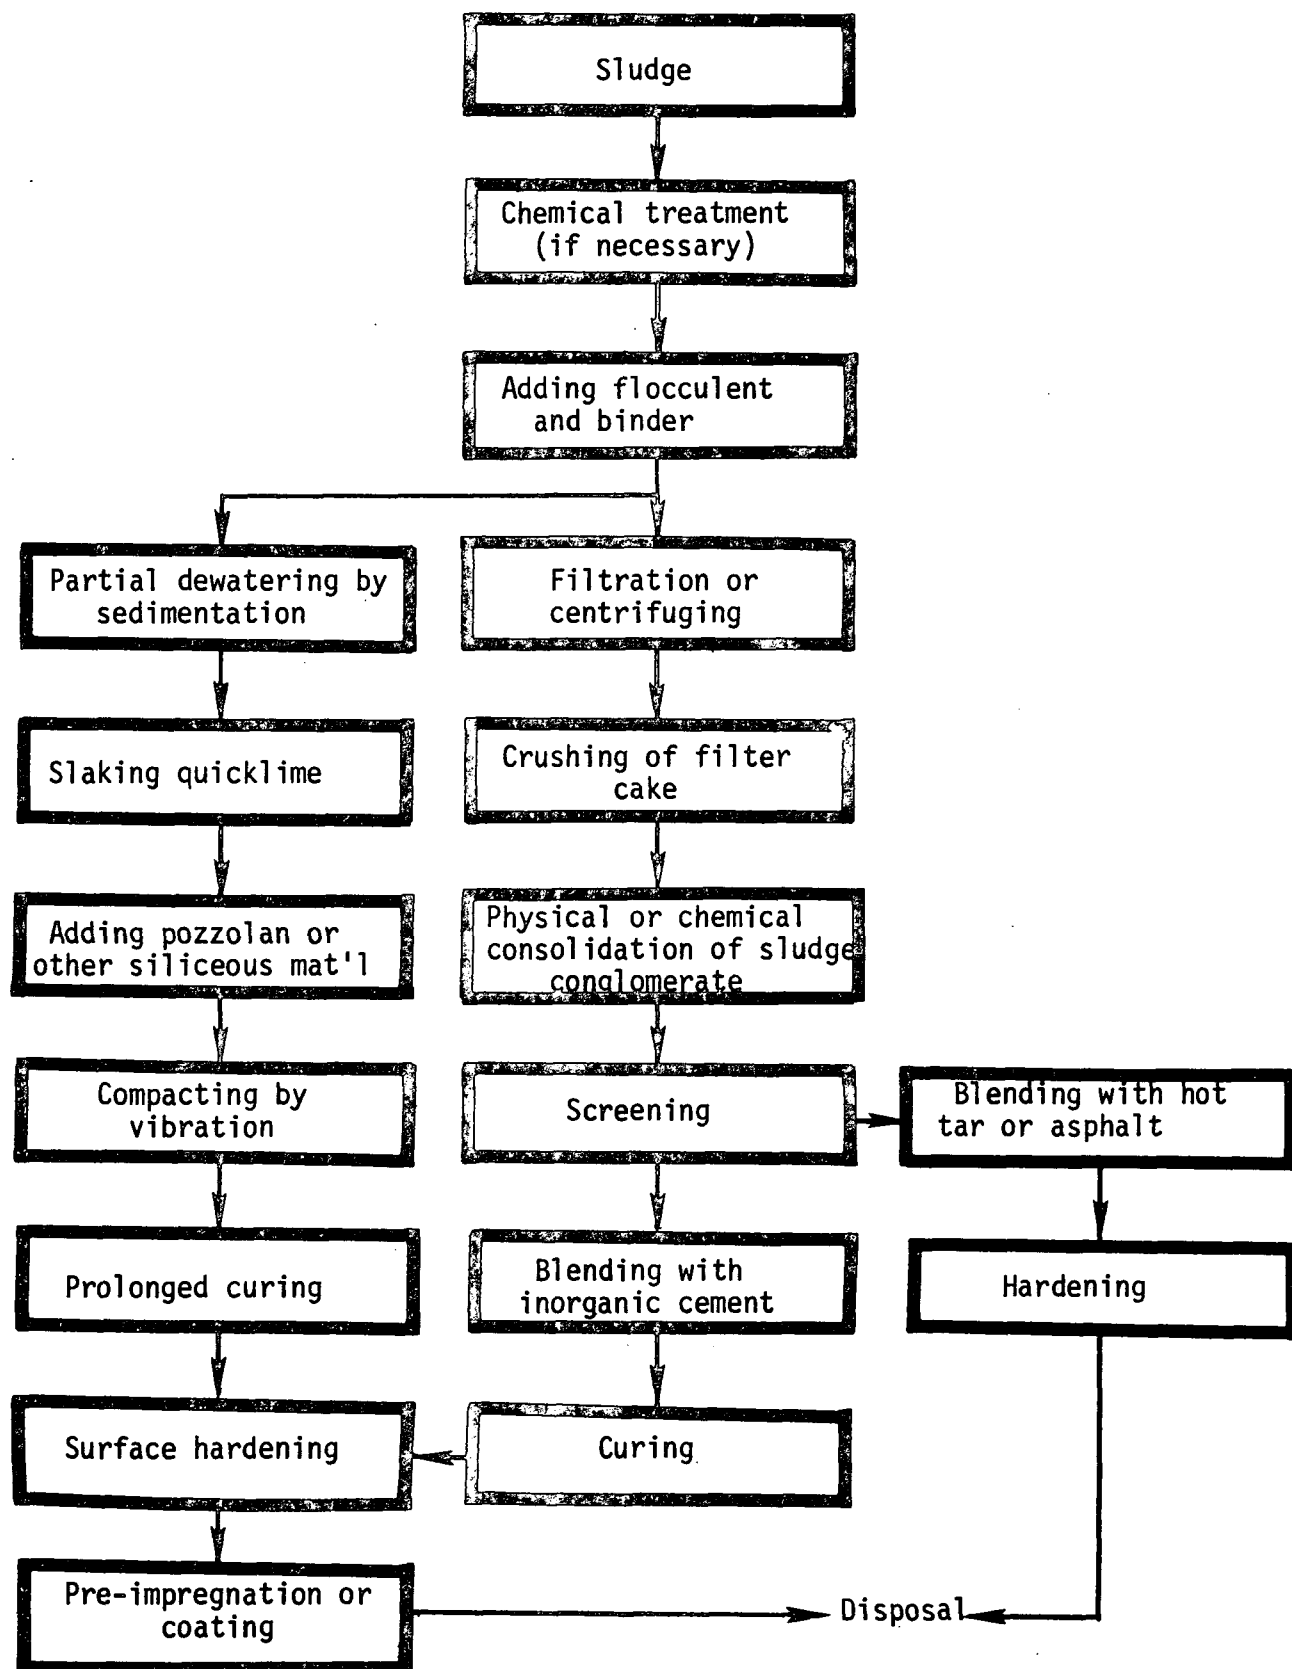 Sludge
Chemical treatment
(if necessary)
Adding flocculent
and binder
Partial dewatering by
sedimentation
Filtration or
centrifuging
Slaking quicklime
Crushing of filter
cake
Adding pozzolan or
other siliceous mat'l
Physical or chemical
consolidation of sludge
conglomerate
Compacting by
vibration
Screening
Blending with hot
tar or asphalt
Prolonged curing
Blending with
inorganic cement
Hardening
Surface hardening
Curing
Pre-impregnation or
coating
Disposal